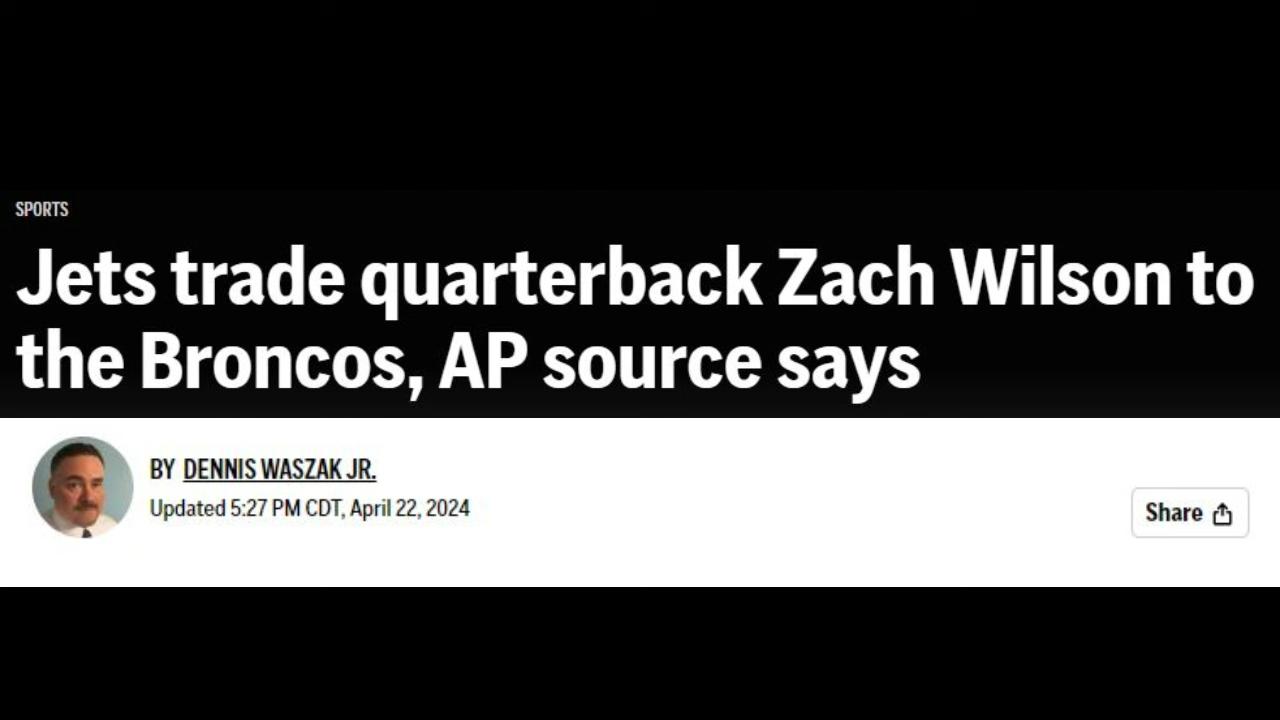 SPORTS
Jets trade quarterback Zach Wilson to
the Broncos, AP source says
BY DENNIS WASZAK JR.
Updated 5:27 PM CDT, April 22, 2024
Share